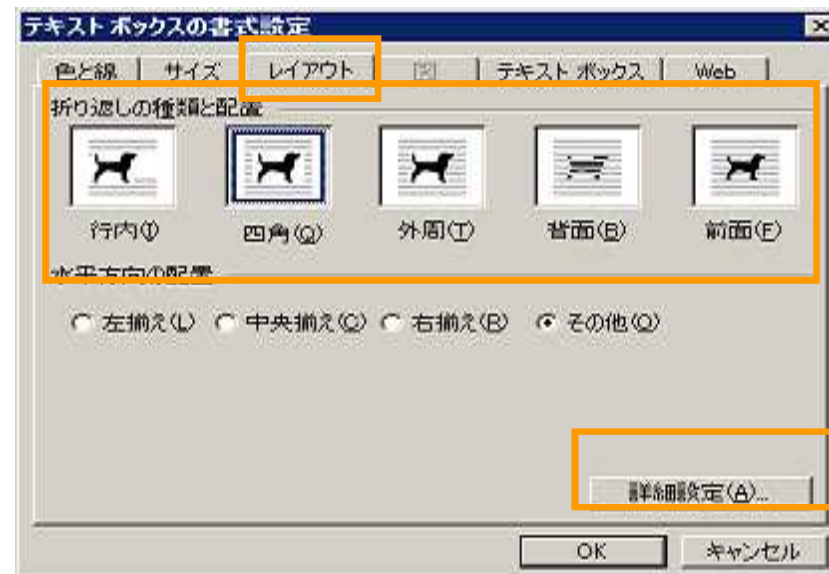 テキスト ボックスの書式設定
色と線 サイズ レイアウト 図 テキスト ボックス Web
折り返しの種類と配置
行内(I) 四角(Q) 外周(T) 背面(B) 前面(F)
水平方向の配置
左揃え(L) 中央揃え(C) 右揃え(R) その他(O)
詳細設定(A)...
OK キャンセル